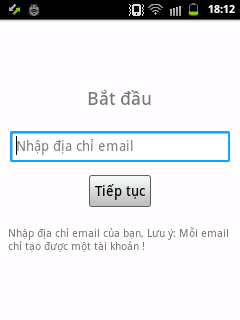 18:12
Bắt đầu
Nhập địa chỉ email
Tiếp tục
Nhập địa chỉ email của bạn, Lưu ý: Mỗi email
chỉ tạo được một tài khoản !